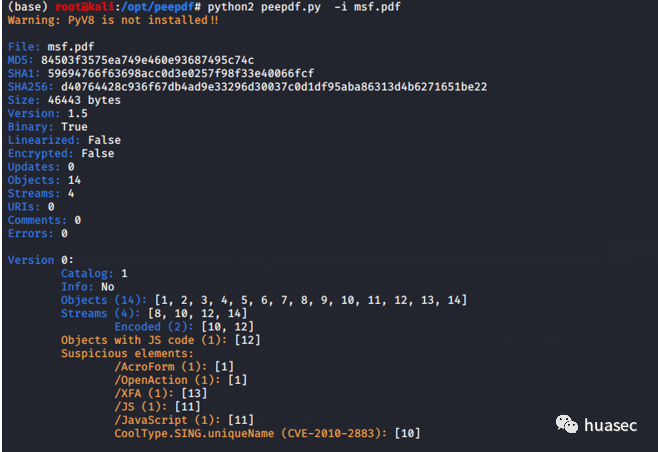 (base) root@kali:/opt/peepdf# python2 peepdf.py -i msf.pdf
Warning: PyV8 is not installed!!
File: msf.pdf
MD5: 84503f3575ea749e460e93687495c74c
SHA1: 59694766f63698acc0d3e0257f98f33e40066fcf
SHA256: d40764428c936f67db4ad9e33296d30037c0d1df95aba86313d4b6271651be22
Size: 46443 bytes
Version: 1.5
Binary: True
Linearized: False
Encrypted: False
Updates: 0
Objects: 14
Streams: 4
URIs: 0
Comments: 0
Errors: 0
Version 0:
Catalog: 1
Info: No
Objects (14): [1, 2, 3, 4, 5, 6, 7, 8, 9, 10, 11, 12, 13, 14]
Streams (4): [8, 10, 12, 14]
Encoded (2): [10, 12]
Objects with JS code (1): [12]
Suspicious elements:
/AcroForm (1): [1]
/OpenAction (1): [1]
/XFA (1): [13]
/JS (1): [11]
/JavaScript (1): [11]
CoolType.SING.uniqueName (CVE-2010-2883): [10]
huasec